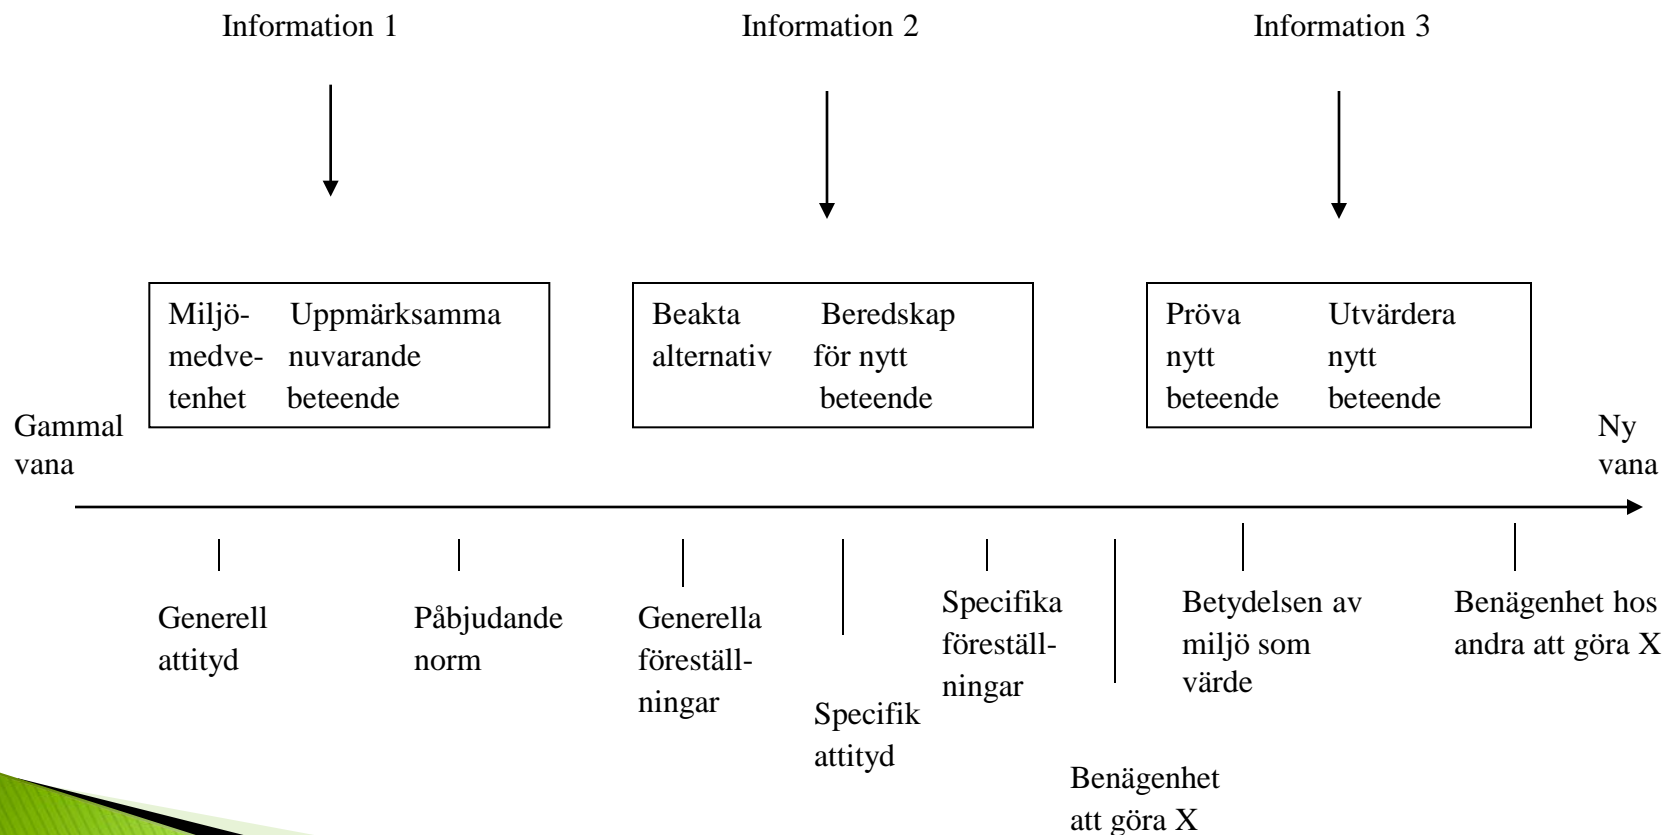 Information 1
Information 2
Information 3
Miljö- Uppmärksamma
medve- nuvarande
tenhet beteende
Beakta Beredskap
alternativ för nytt
beteende
Pröva Utvärdera
nytt nytt
beteende beteende
Gammal
vana
Ny
vana
Generell
attityd
Påbjudande
norm
Generella
föreställ-
ningar
Specifik
attityd
Specifika
föreställ-
ningar
Benägenhet
att göra X
Betydelsen av
miljö som
värde
Benägenhet hos
andra att göra X